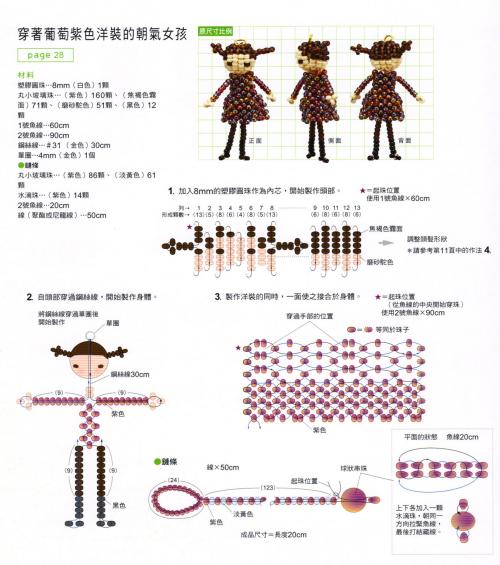 穿著葡萄紫色洋裝的朝氣女孩
page 28
原尺寸比例
材料
塑膠圓珠…8mm（白色）1顆
丸小玻璃珠…（紫色）160顆、（焦褐色霧
面）71顆、（磨砂駝色）51顆、（黑色）12
顆
1號魚線…60cm
2號魚線…90cm
鋼絲線…＃31（金色）30cm
單圈…4mm（金色）1個
●鏈條
丸小玻璃珠…（紫色）86顆、（淡黃色）61
顆
水滴珠…（紫色）14顆
2號魚線…20cm
線（聚酯或尼龍線）…50cm
正面
側面
背面
1. 加入8mm的塑膠圓珠作為內芯，開始製作頭部。
★＝起珠位置
使用1號魚線×60cm
列→ 1 2 3 4 5 6 7 8 9 10 11 12 13
形成顆數→ (13)(5)(8)(6)(4)(8)(5)(13) (6)(8)(6)(8)(6)
焦褐色霧面
磨砂駝色
調整頭髮形狀
＊請參考第11頁中的作法 4.
2. 自頭部穿過鋼絲線，開始製作身體。
將鋼絲線穿過單圈後
開始製作
單圈
鋼絲線30cm
(9)
(9)
紫色
(9)
(9)
黑色
3. 製作洋裝的同時，一面使之接合於身體。
★＝起珠位置
（從魚線的中央開始穿珠）
使用2號魚線×90cm
穿過手部的位置
＝ 等同於珠子
紫色
●鏈條
線×50cm
(24)
(123)
起珠位置
球狀串珠
紫色
淡黃色
成品尺寸＝長度20cm
平面的狀態 魚線20cm
上下各加入一顆
水滴珠，朝同一
方向拉緊魚線，
最後打結藏線。